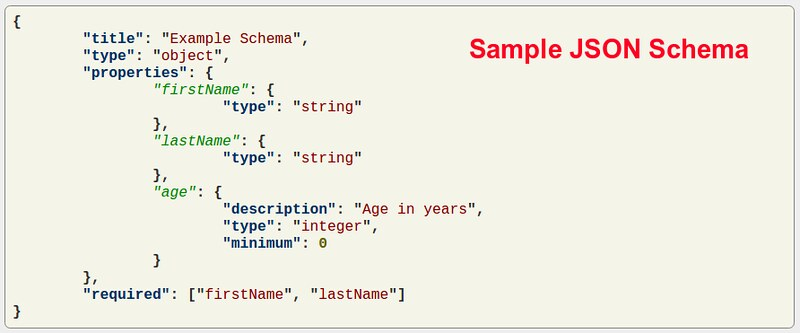 {
"title": "Example Schema",
Sample JSON Schema
"type": "object",
"properties": {
"firstName": {
"type": "string"
},
"lastName": {
"type": "string"
},
"age": {
"description": "Age in years",
"type": "integer",
"minimum": 0
}
},
"required": ["firstName", "lastName"]
}